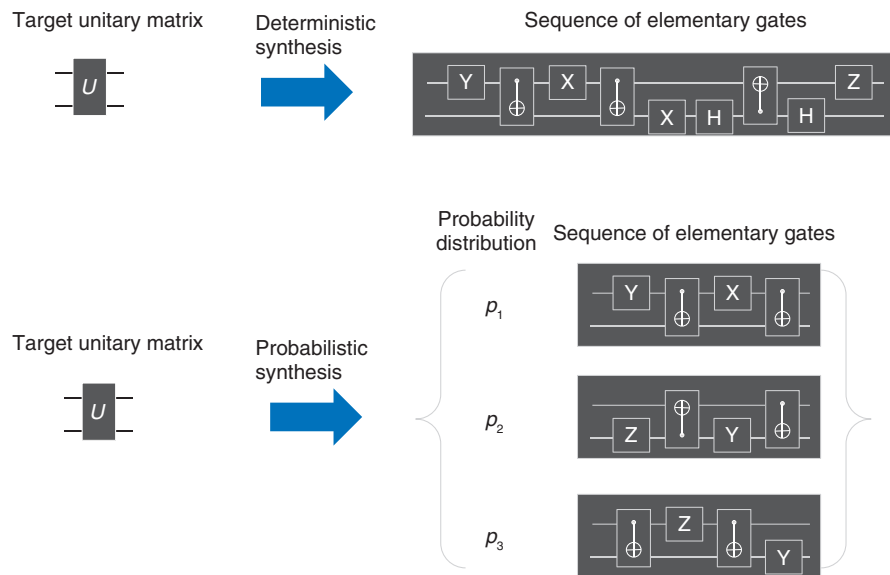 Target unitary matrix
Deterministic
synthesis
Sequence of elementary gates
U
Y X Z
X H H
Probability
distribution
Sequence of elementary gates
Target unitary matrix
Probabilistic
synthesis
U
p1
Y X
p2
Z Y
p3
Z
Y